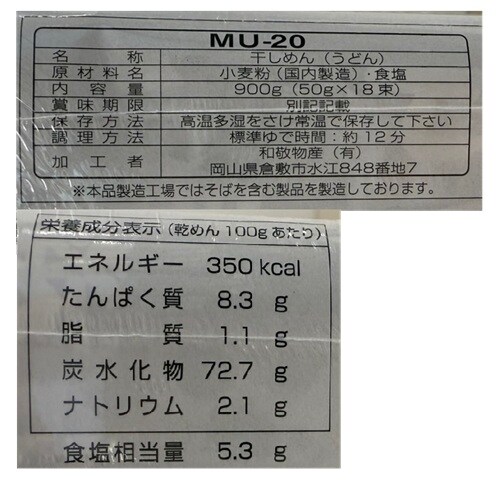 MU-20
名称 干しめん（うどん）
原材料名 小麦粉（国内製造）・食塩
内容量 900g（50g×18束）
賞味期限 別記記載
保存方法 高温多湿をさけ常温で保存して下さい
調理方法 標準ゆで時間：約12分
加工者 和敬物産（有）
岡山県倉敷市水江848番地7
※本品製造工場ではそばを含む製品を製造しております。
栄養成分表示（乾めん100gあたり）
エネルギー 350kcal
たんぱく質 8.3 g
脂質 1.1 g
炭水化物 72.7 g
ナトリウム 2.1 g
食塩相当量 5.3 g